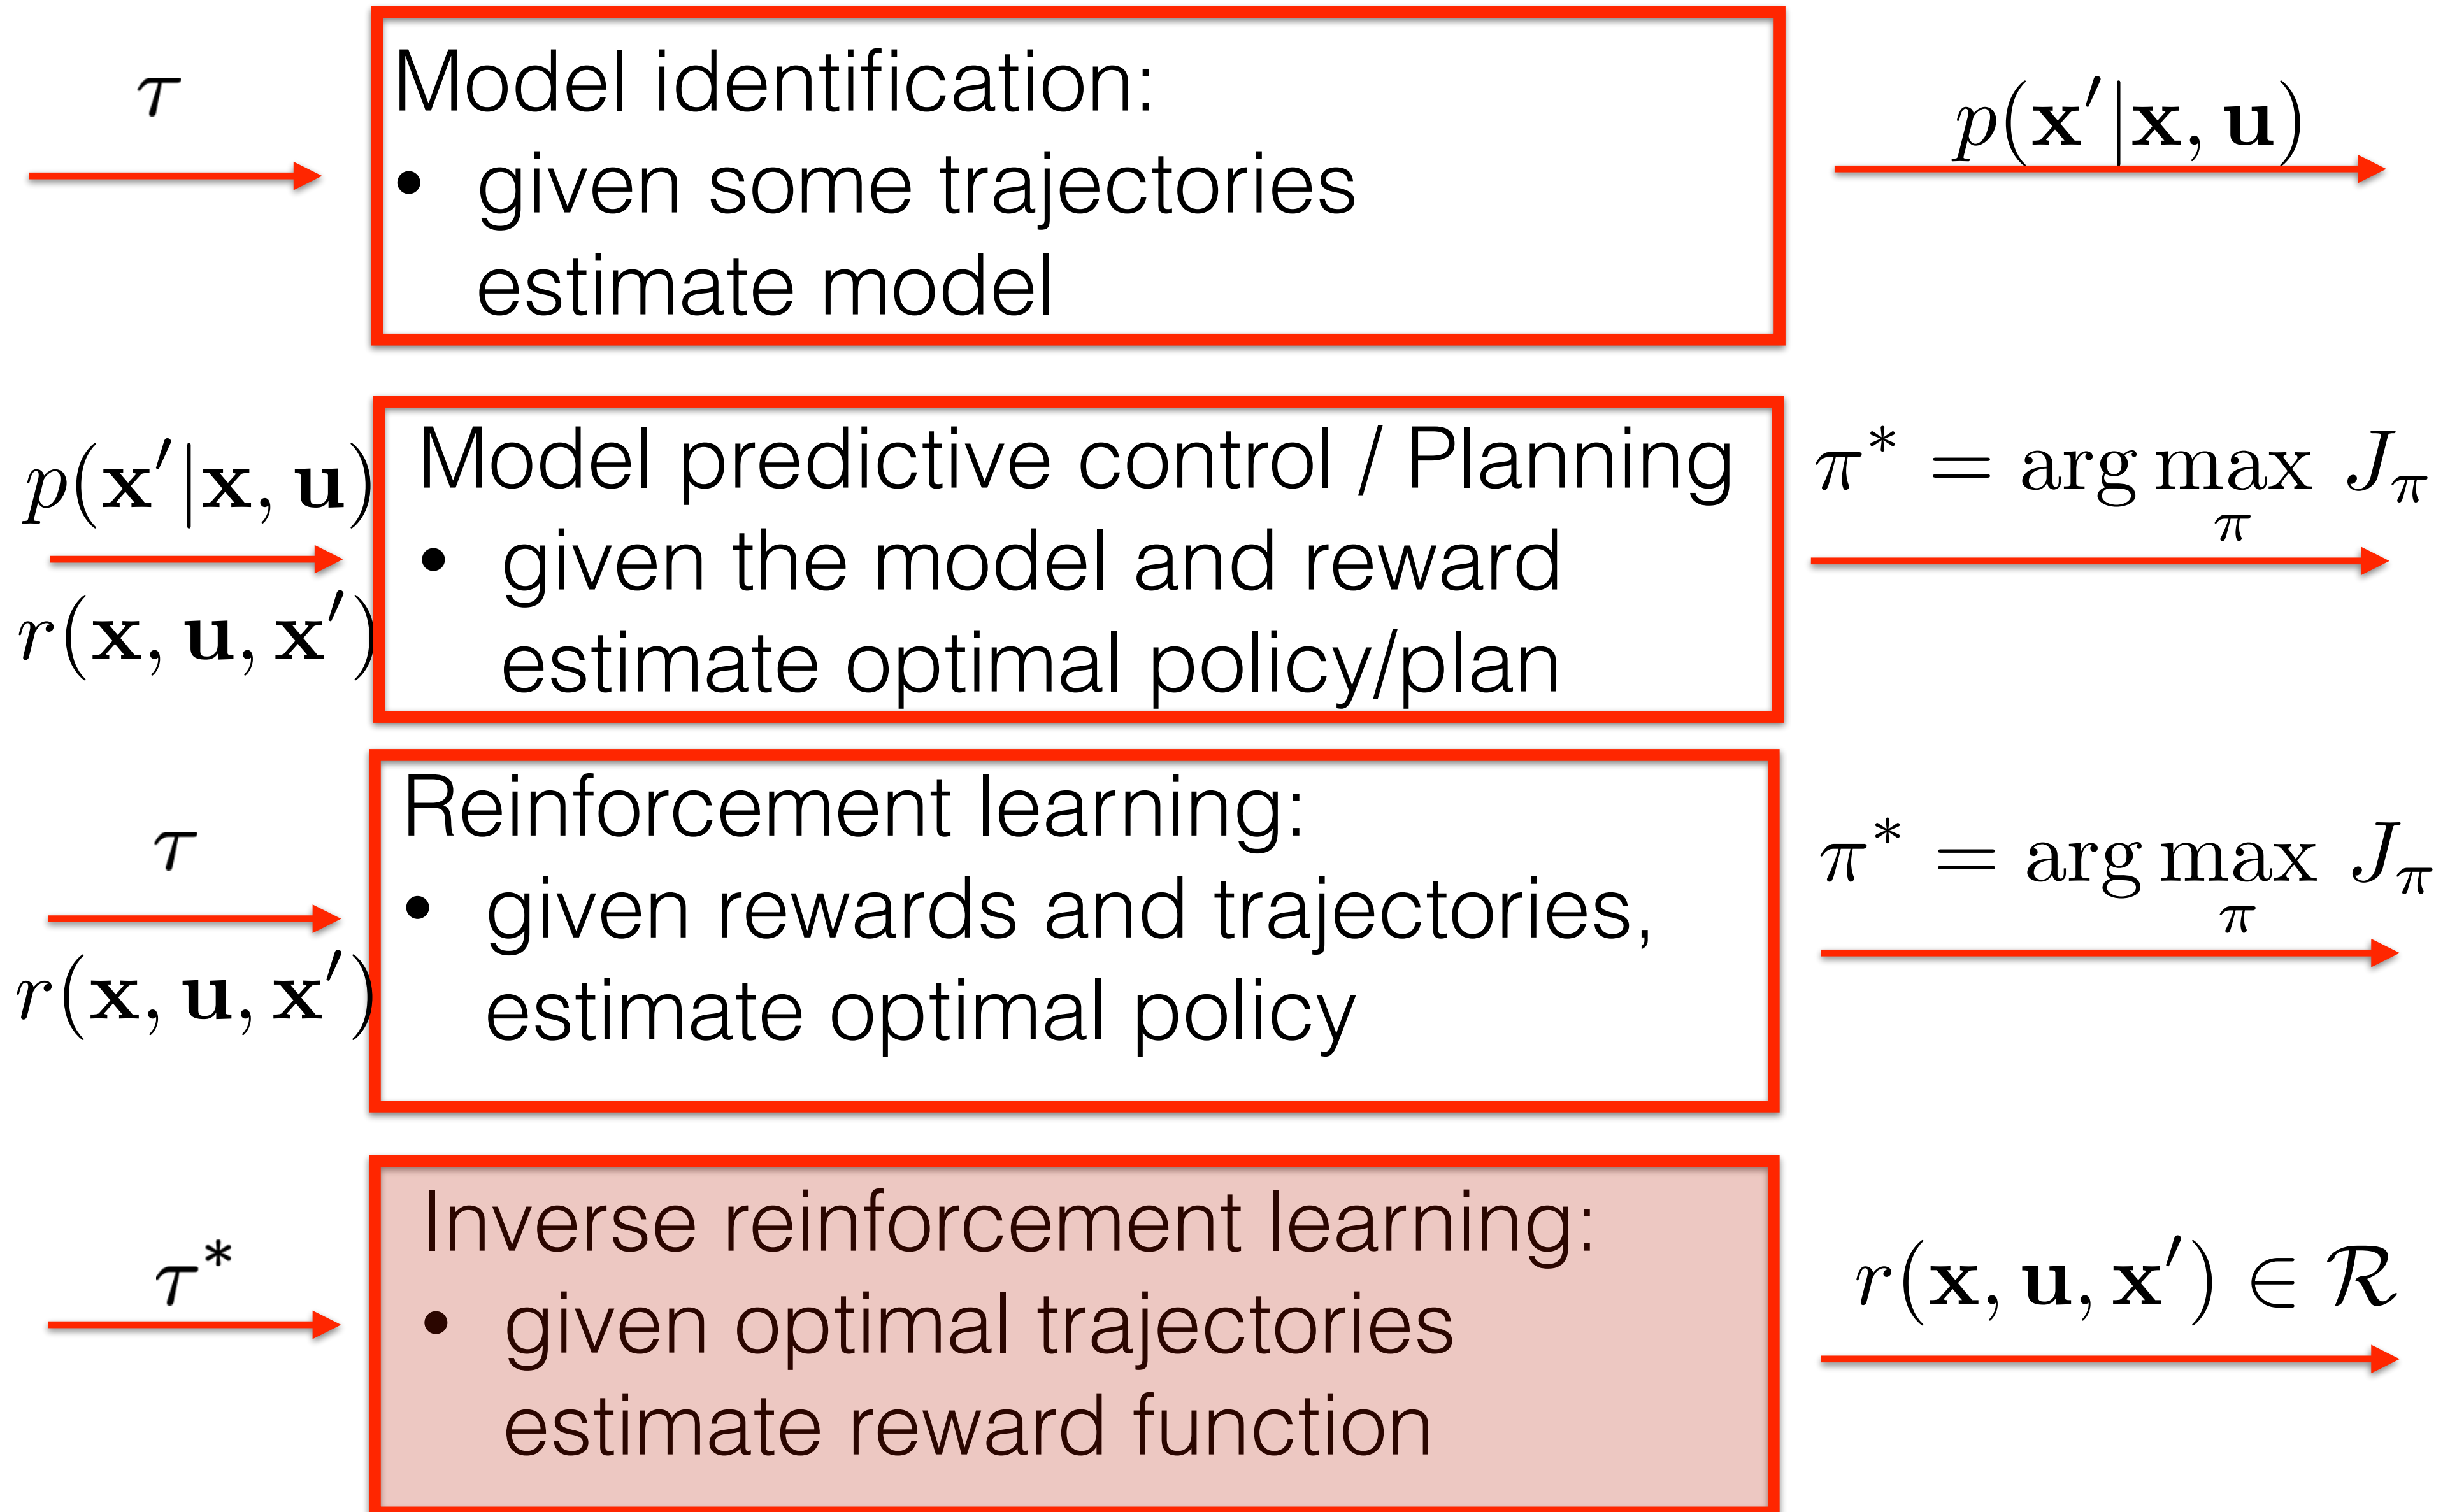 τ
Model identification:
• given some trajectories
estimate model
p(x′|x, u)
p(x′|x, u)
r(x, u, x′)
Model predictive control / Planning
• given the model and reward
estimate optimal policy/plan
π* = arg max J_π
π
τ
r(x, u, x′)
Reinforcement learning:
• given rewards and trajectories,
estimate optimal policy
π* = arg max J_π
π
τ*
Inverse reinforcement learning:
• given optimal trajectories
estimate reward function
r(x, u, x′) ∈ ℛ